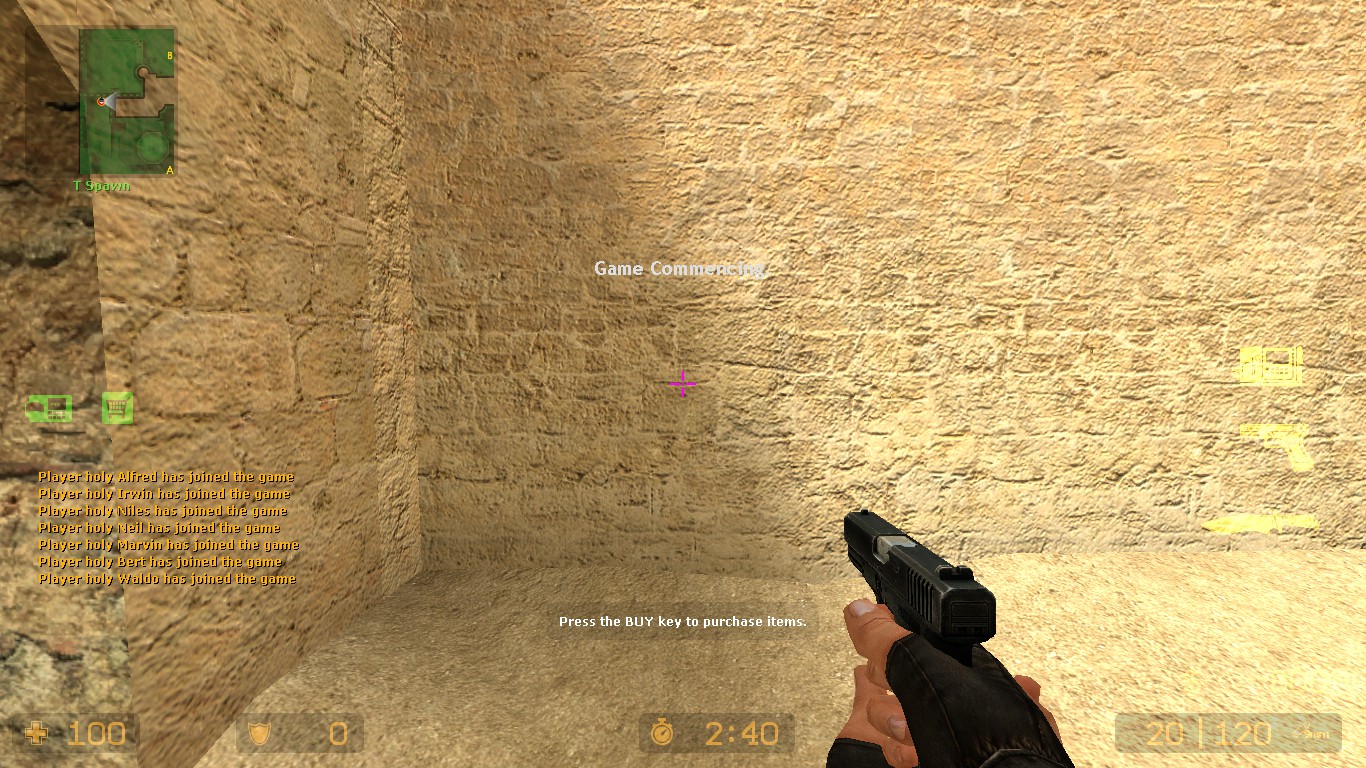 B
A
T Spawn
Game Commencing
Player holy Alfred has joined the game
Player holy Irwin has joined the game
Player holy Niles has joined the game
Player holy Neil has joined the game
Player holy Marvin has joined the game
Player holy Bert has joined the game
Player holy Waldo has joined the game
Press the BUY key to purchase items.
100
0
2:40
20|120
9mm